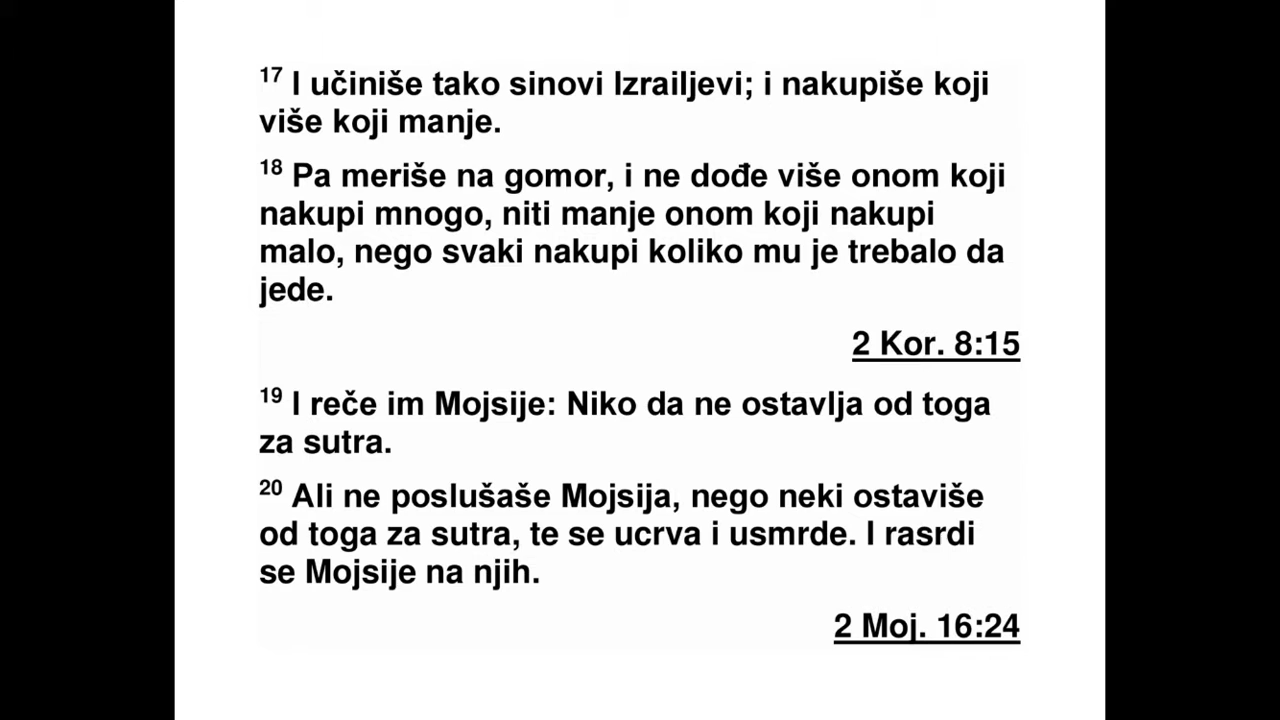 17 I učiniše tako sinovi Izrailjevi; i nakupiše koji
više koji manje.
18 Pa meriše na gomor, i ne dođe više onom koji
nakupi mnogo, niti manje onom koji nakupi
malo, nego svaki nakupi koliko mu je trebalo da
jede.
2 Kor. 8:15
19 I reče im Mojsije: Niko da ne ostavlja od toga
za sutra.
20 Ali ne poslušaše Mojsija, nego neki ostaviše
od toga za sutra, te se ucrva i usmrde. I rasrdi
se Mojsije na njih.
2 Moj. 16:24